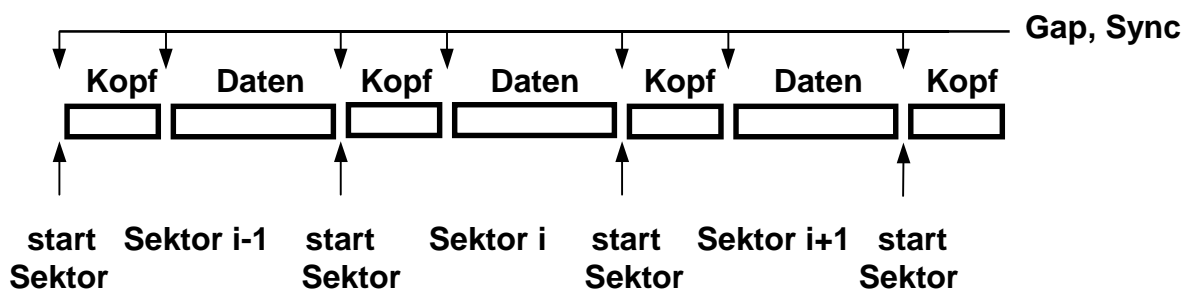 Gap, Sync
Kopf Daten Kopf Daten Kopf Daten Kopf
start Sektor i-1 start Sektor i start Sektor i+1 start
Sektor Sektor Sektor Sektor